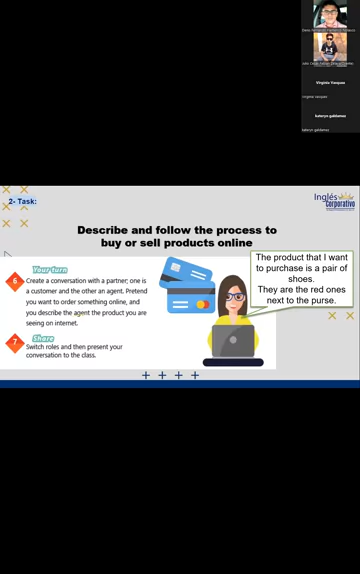 Virginia Vasquez
Virginia Vasquez
kateryn galdamez
kateryn galdamez
2- Task:
Inglés
Corporativo
Describe and follow the process to
buy or sell products online
The product that I want
to purchase is a pair of
shoes.
They are the red ones
next to the purse.
6
Your turn
Create a conversation with a partner; one is
a customer and the other an agent. Pretend
you want to order something online, and
you describe the agent the product you are
seeing on internet.
7
Share
Switch roles and then present your
conversation to the class.